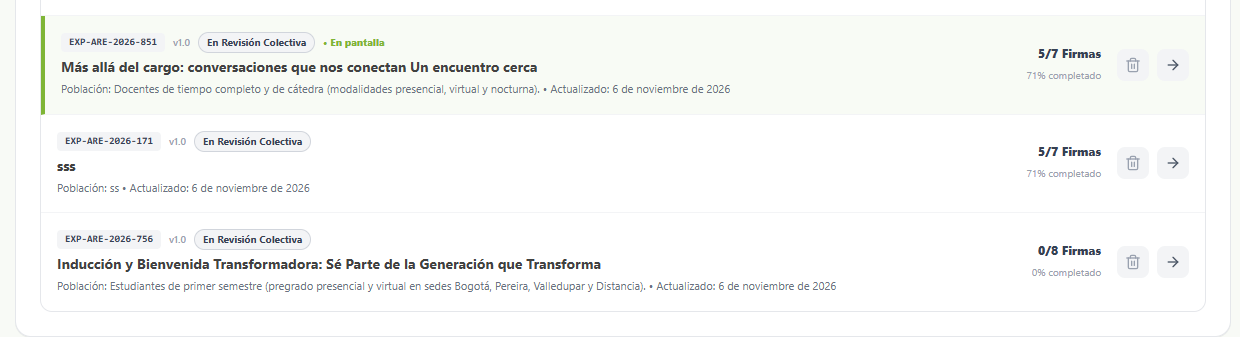 EXP-ARE-2026-851 v1.0 En Revisión Colectiva • En pantalla
Más allá del cargo: conversaciones que nos conectan Un encuentro cerca
Población: Docentes de tiempo completo y de cátedra (modalidades presencial, virtual y nocturna). • Actualizado: 6 de noviembre de 2026
5/7 Firmas
71% completado
EXP-ARE-2026-171 v1.0 En Revisión Colectiva
sss
Población: ss • Actualizado: 6 de noviembre de 2026
5/7 Firmas
71% completado
EXP-ARE-2026-756 v1.0 En Revisión Colectiva
Inducción y Bienvenida Transformadora: Sé Parte de la Generación que Transforma
Población: Estudiantes de primer semestre (pregrado presencial y virtual en sedes Bogotá, Pereira, Valledupar y Distancia). • Actualizado: 6 de noviembre de 2026
0/8 Firmas
0% completado